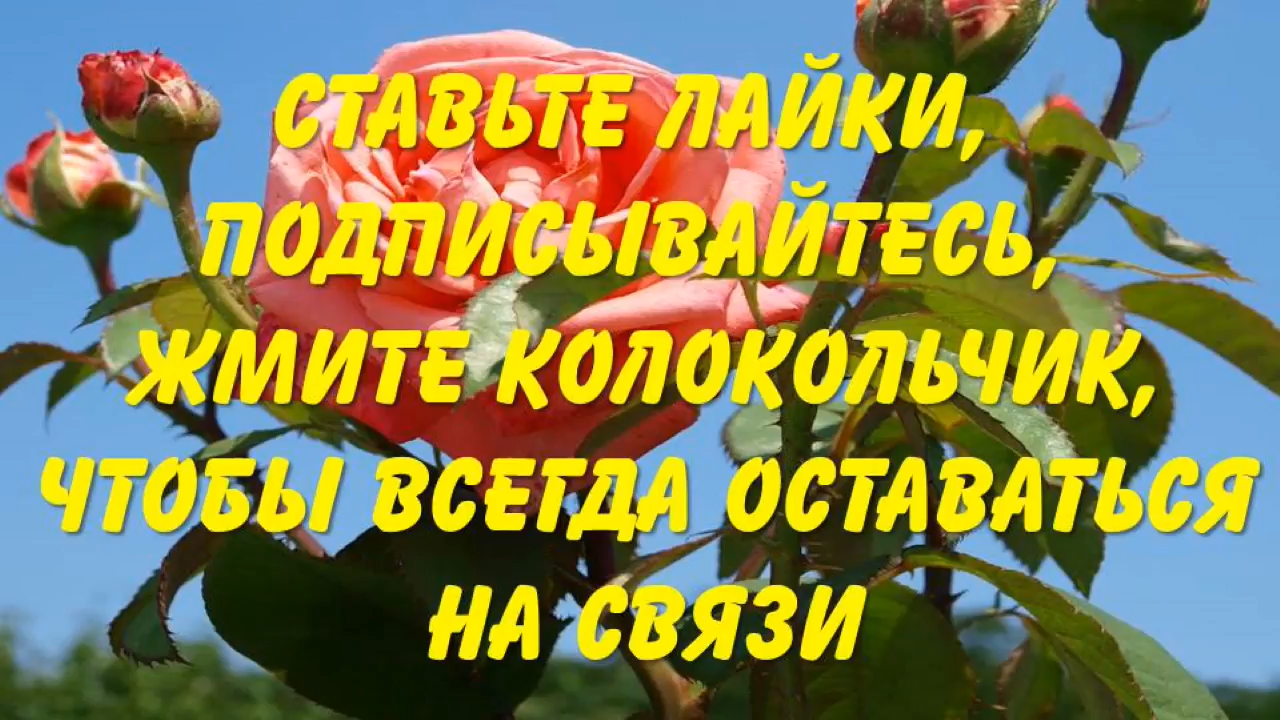 СТАВЬТЕ ЛАЙКИ,
ПОДПИСЫВАЙТЕСЬ,
ЖМИТЕ КОЛОКОЛЬЧИК,
ЧТОБЫ ВСЕГДА ОСТАВАТЬСЯ
НА СВЯЗИ